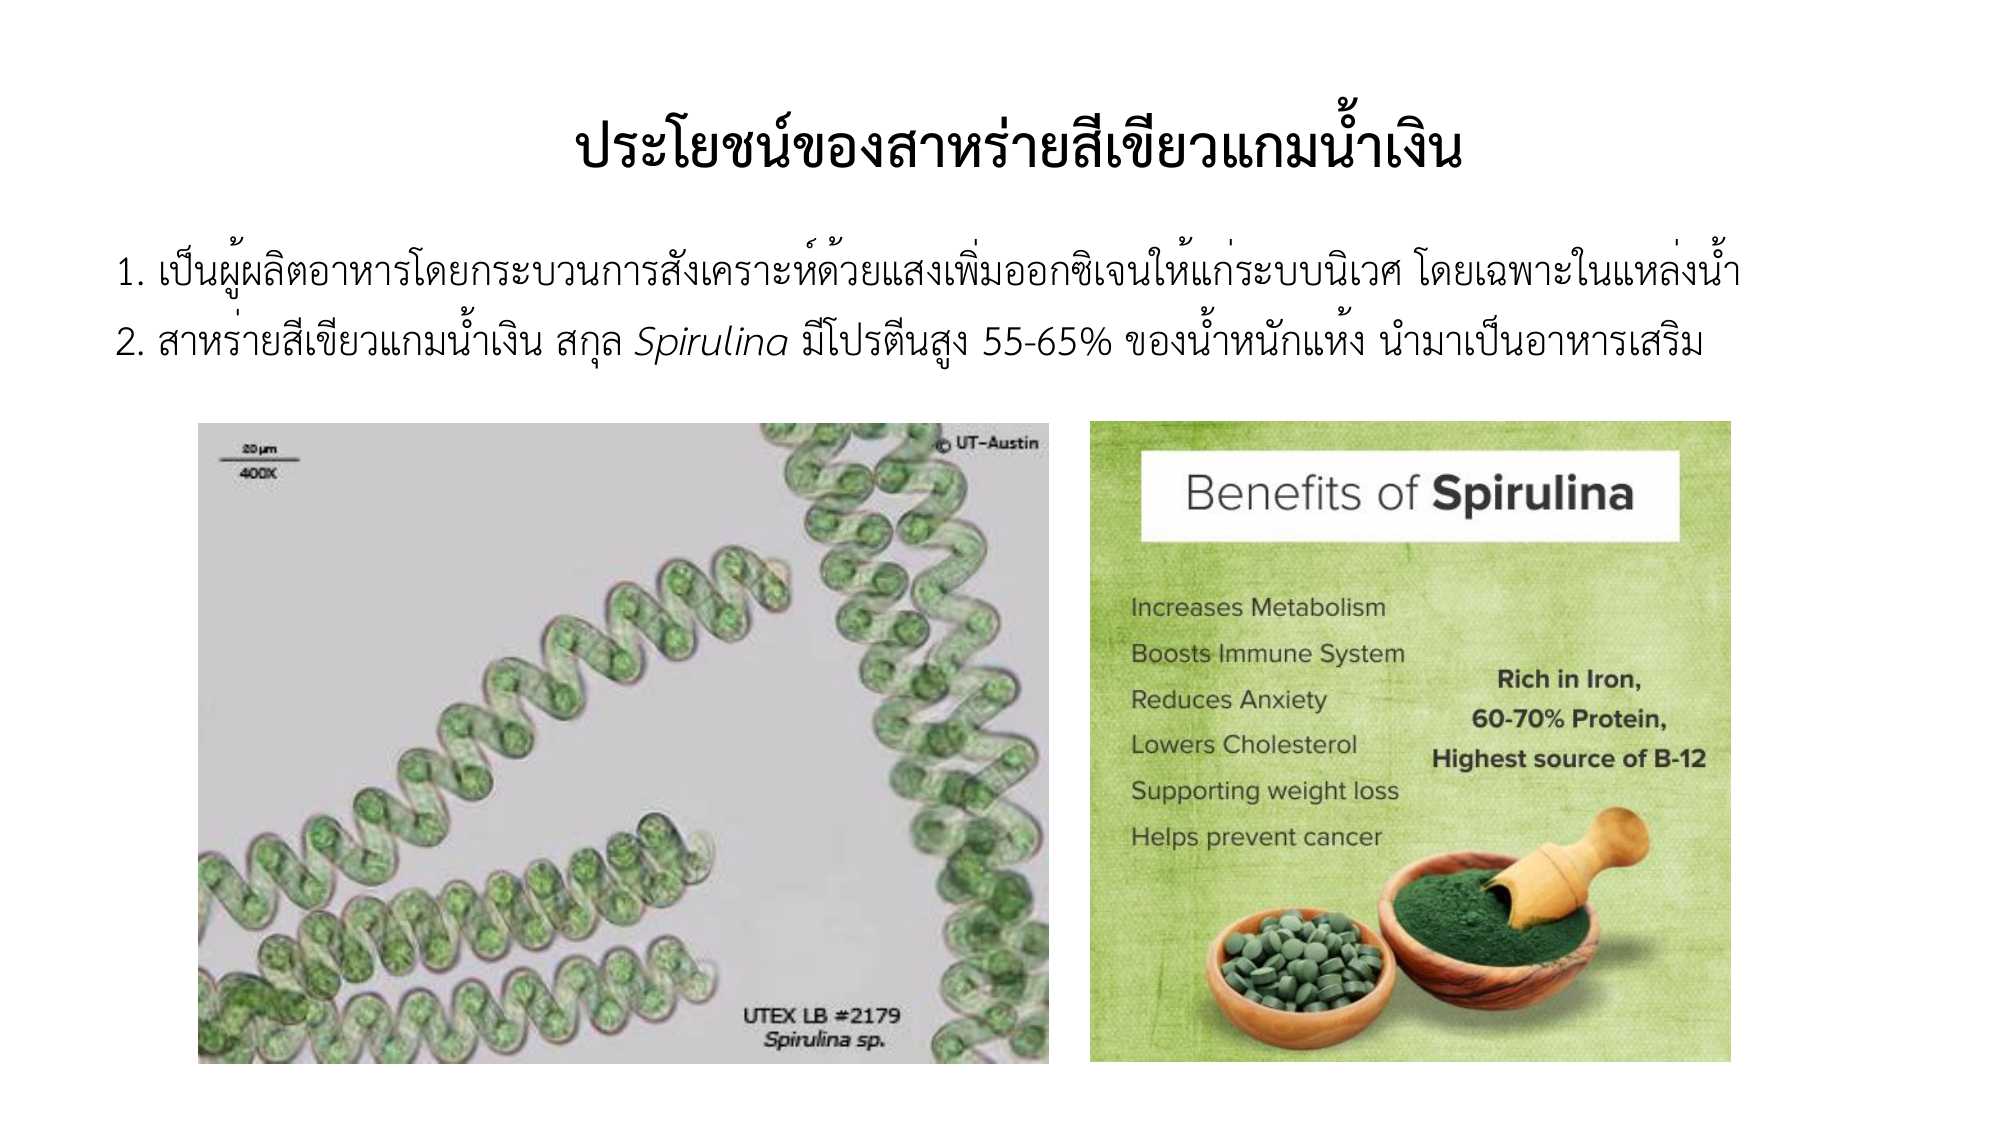 ประโยชน์ของสาหร่ายสีเขียวแกมน้ำเงิน
1. เป็นผู้ผลิตอาหารโดยกระบวนการสังเคราะห์ด้วยแสงเพิ่มออกซิเจนให้แก่ระบบนิเวศ โดยเฉพาะในแหล่งน้ำ
2. สาหร่ายสีเขียวแกมน้ำเงิน สกุล Spirulina มีโปรตีนสูง 55-65% ของน้ำหนักแห้ง นำมาเป็นอาหารเสริม
20 µm
400X
© UT-Austin
UTEX LB #2179
Spirulina sp.
Benefits of Spirulina
Increases Metabolism
Boosts Immune System
Reduces Anxiety
Lowers Cholesterol
Supporting weight loss
Helps prevent cancer
Rich in Iron,
60-70% Protein,
Highest source of B-12